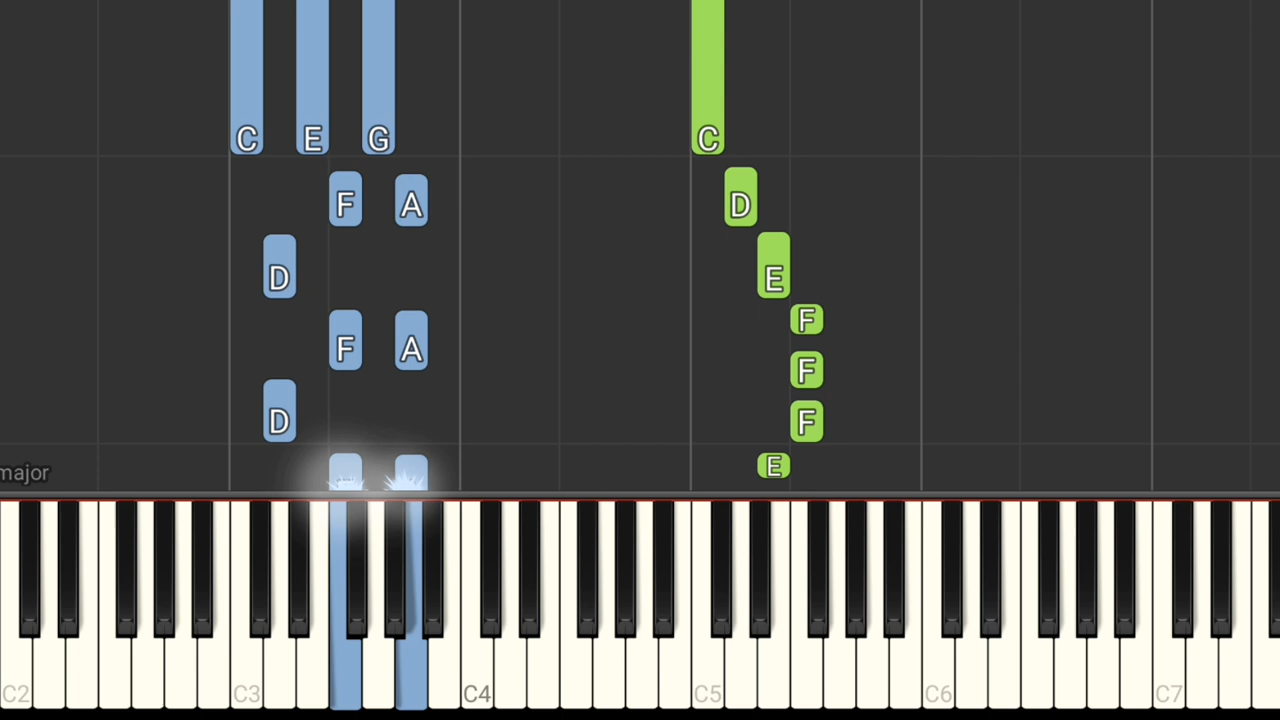 C E G C
F A D
D E
F
F A
F
D F
E
major
C2 C3 C4 C5 C6 C7